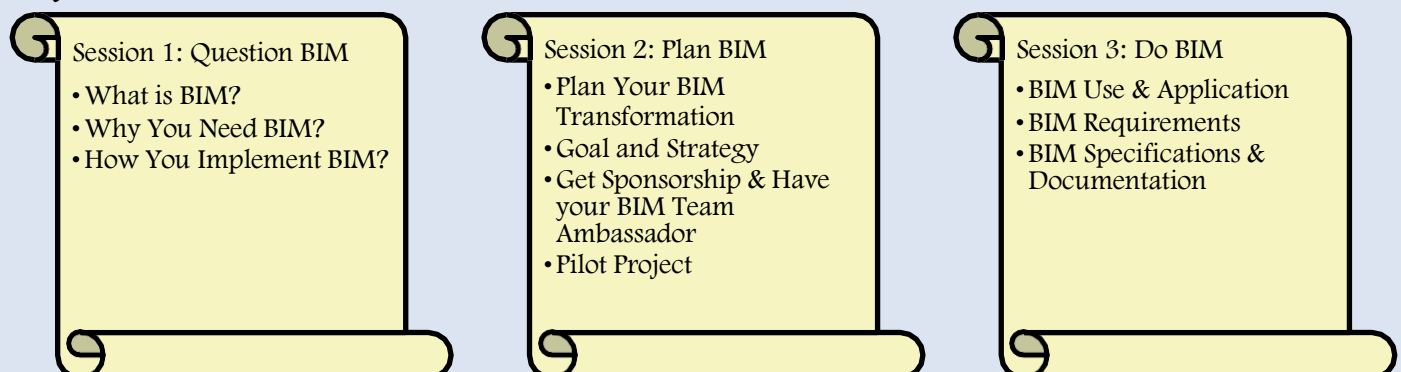 Session 1: Question BIM
• What is BIM?
• Why You Need BIM?
• How You Implement BIM?
Session 2: Plan BIM
• Plan Your BIM
Transformation
• Goal and Strategy
• Get Sponsorship & Have
your BIM Team
Ambassador
• Pilot Project
Session 3: Do BIM
• BIM Use & Application
• BIM Requirements
• BIM Specifications &
Documentation